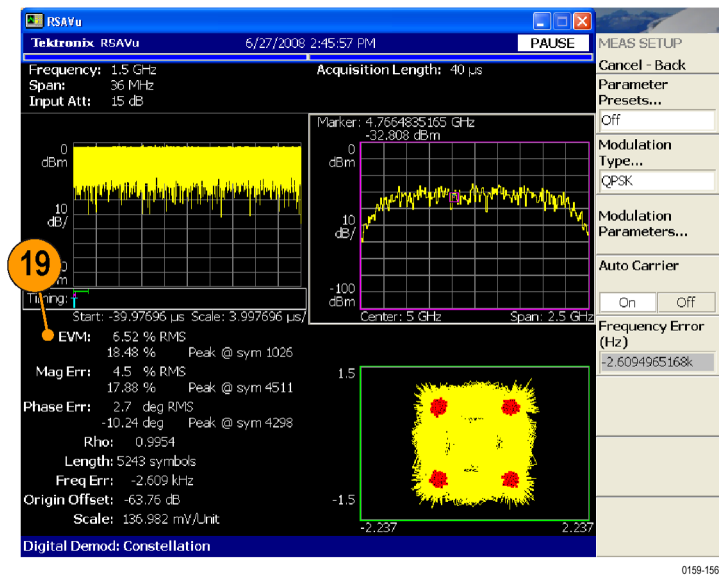 RSAVu
Tektronix RSAVu 6/27/2008 2:45:57 PM PAUSE
Frequency: 1.5 GHz Acquisition Length: 40 µs
Span: 36 MHz
Input Att: 15 dB
Marker: 4.7664835165 GHz
-32.808 dBm
0
dBm
10
dB/
0
dBm
10
dB/
-100
dBm
19
Timing:
Start: -39.97696 µs Scale: 3.997696 µs/
Center: 5 GHz Span: 2.5 GHz
EVM: 6.52 % RMS
18.48 % Peak @ sym 1026
Mag Err: 4.5 % RMS
17.88 % Peak @ sym 4511
Phase Err: 2.7 deg RMS
-10.24 deg Peak @ sym 4298
Rho: 0.9954
Length: 5243 symbols
Freq Err: -2.609 kHz
Origin Offset: -63.76 dB
Scale: 136.982 mV/Unit
1.5
-1.5
-2.237 2.237
Digital Demod: Constellation
MEAS SETUP
Cancel - Back
Parameter
Presets...
Off
Modulation
Type...
QPSK
Modulation
Parameters...
Auto Carrier
On Off
Frequency Error
(Hz)
-2.6094965168k
0159-156